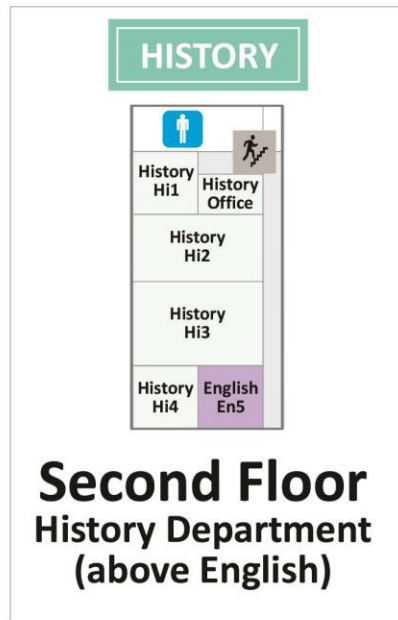 HISTORY
History
Hi1
History
Office
History
Hi2
History
Hi3
History
Hi4
English
En5
Second Floor
History Department
(above English)